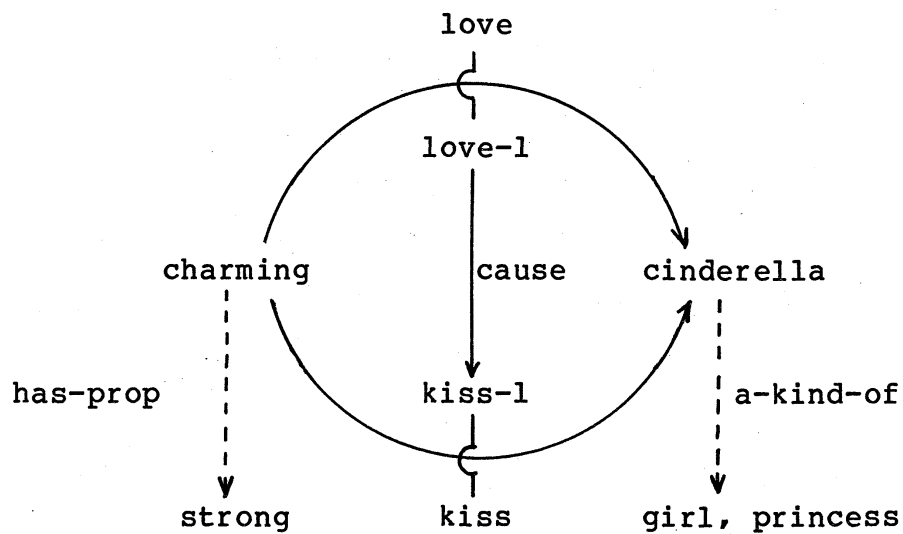 love
love-1
charming
cause
cinderella
has-prop
kiss-1
a-kind-of
strong
kiss
girl, princess